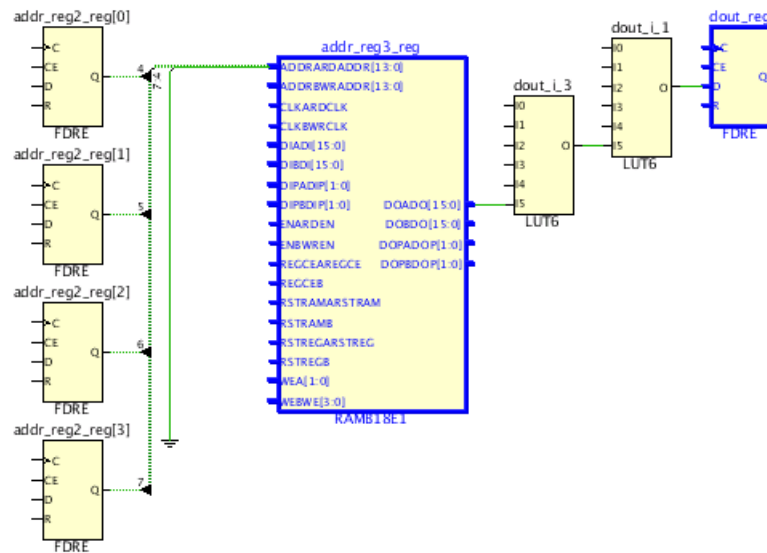 addr_reg2_reg[0]
C
CE
D
R
Q
FDRE
4
7:4
addr_reg2_reg[1]
C
CE
D
R
Q
FDRE
5
addr_reg2_reg[2]
C
CE
D
R
Q
FDRE
6
addr_reg2_reg[3]
C
CE
D
R
Q
FDRE
7
addr_reg3_reg
ADDRARDADDR[13:0]
ADDRBWRADDR[13:0]
CLKARDCLK
CLKBWRCLK
DIADI[15:0]
DIBDI[15:0]
DIPADIP[1:0]
DIPBDIP[1:0]
ENARDEN
ENBWREN
REGCEAREGCE
REGCEB
RSTRAMARSTRAM
RSTRAMB
RSTREGARSTREG
RSTREGB
WEA[1:0]
WEBWE[3:0]
DOADO[15:0]
DOBDO[15:0]
DOPADOP[1:0]
DOPBDOP[1:0]
RAMB18E1
dout_i_3
I0
I1
I2
I3
I4
I5
O
LUT6
dout_i_1
I0
I1
I2
I3
I4
I5
O
LUT6
dout_reg
C
CE
D
R
Q
FDRE